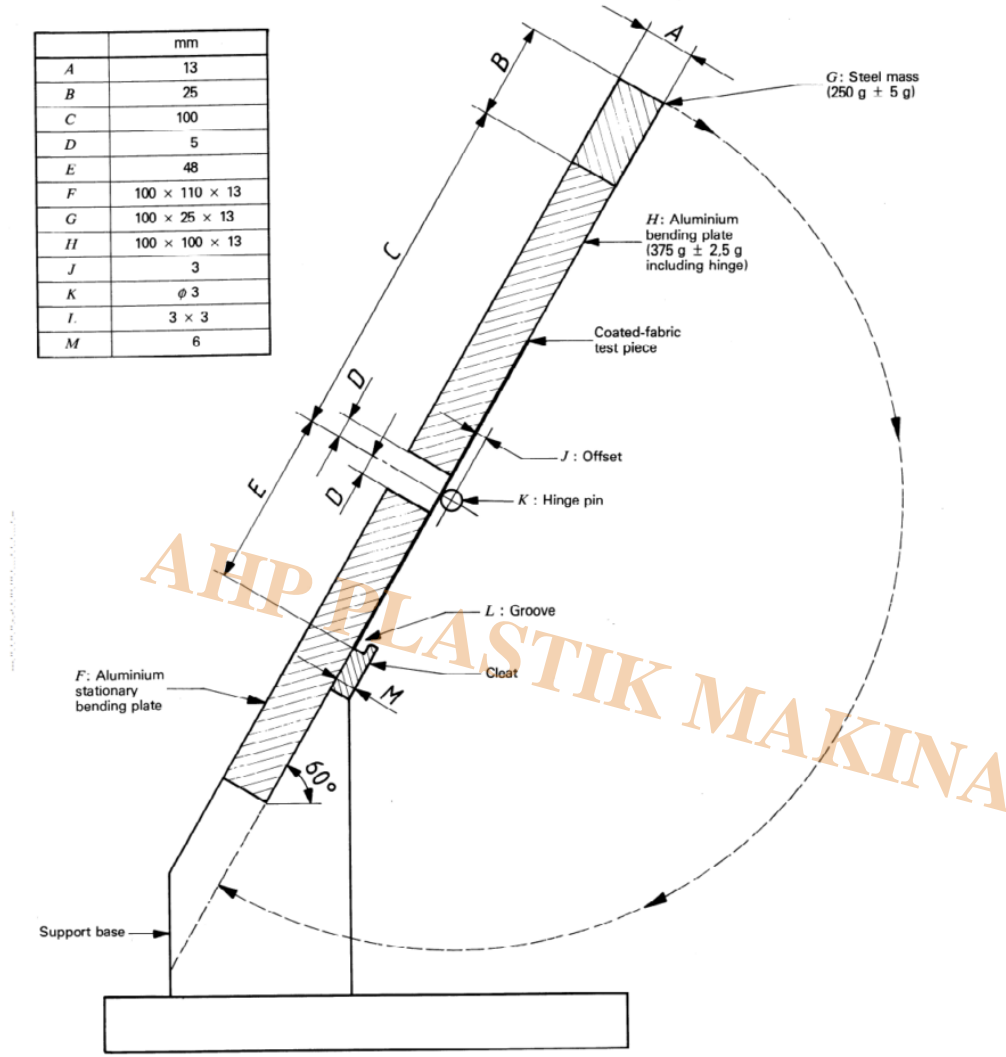 mm
A 13
B 25
C 100
D 5
E 48
F 100 × 110 × 13
G 100 × 25 × 13
H 100 × 100 × 13
J 3
K ϕ 3
L 3 × 3
M 6
A
B
G: Steel mass
(250 g ± 5 g)
C
H: Aluminium
bending plate
(375 g ± 2,5 g
including hinge)
Coated-fabric
test piece
D
J : Offset
E
D
K : Hinge pin
AHP PLASTIK MAKINA
L : Groove
Cleat
F: Aluminium
stationary
bending plate
M
60°
Support base